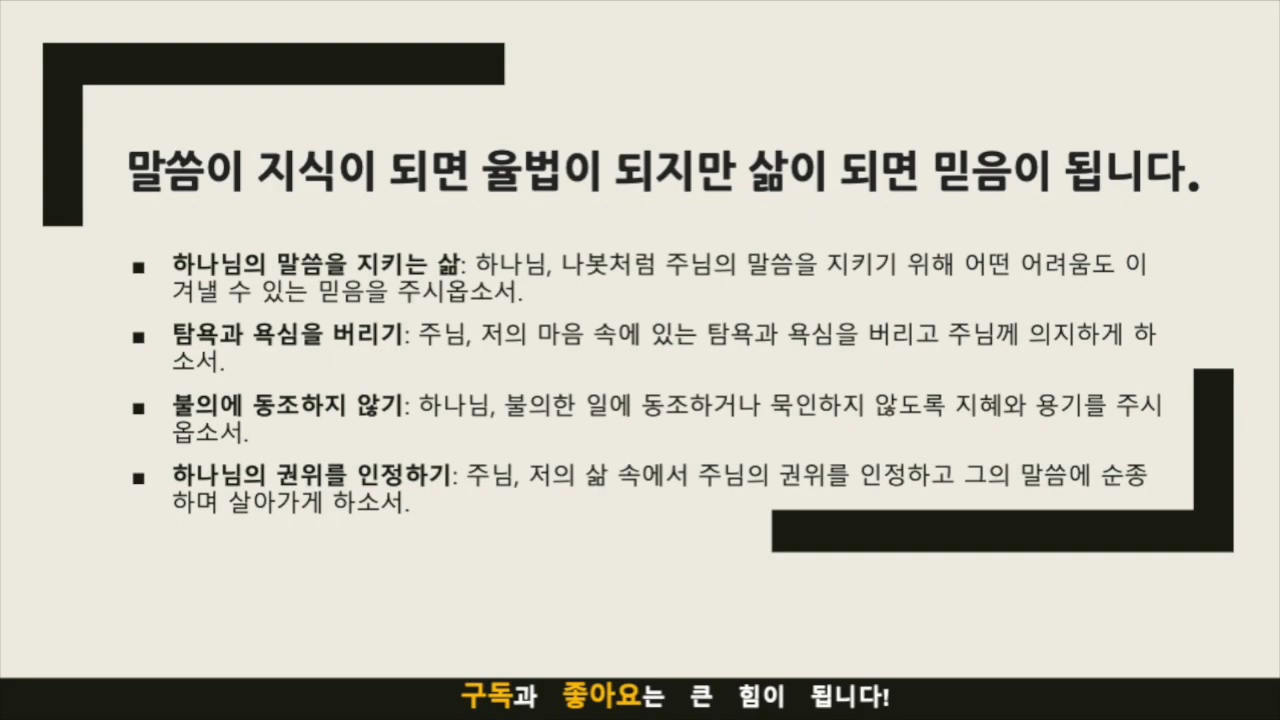 말씀이 지식이 되면 율법이 되지만 삶이 되면 믿음이 됩니다.
■ 하나님의 말씀을 지키는 삶: 하나님, 나봇처럼 주님의 말씀을 지키기 위해 어떤 어려움도 이
겨낼 수 있는 믿음을 주시옵소서.
■ 탐욕과 욕심을 버리기: 주님, 저의 마음 속에 있는 탐욕과 욕심을 버리고 주님께 의지하게 하
소서.
■ 불의에 동조하지 않기: 하나님, 불의한 일에 동조하거나 묵인하지 않도록 지혜와 용기를 주시
옵소서.
■ 하나님의 권위를 인정하기: 주님, 저의 삶 속에서 주님의 권위를 인정하고 그의 말씀에 순종
하며 살아가게 하소서.
구독과 좋아요는 큰 힘이 됩니다!